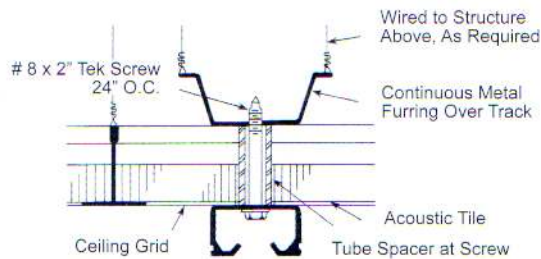 Wired to Structure
Above, As Required
# 8 x 2" Tek Screw
24" O.C.
Continuous Metal
Furring Over Track
Acoustic Tile
Ceiling Grid
Tube Spacer at Screw